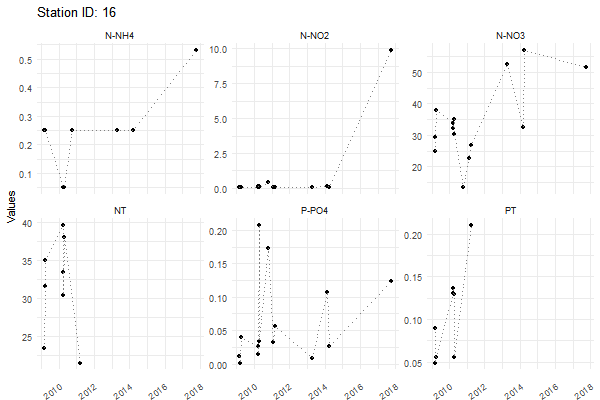 Station ID: 16
N-NH4 N-NO2 N-NO3
0.5 10.0 50
0.4 7.5 40
0.3 5.0 30
0.2 2.5 20
0.1 0.0
Values
NT P-PO4 PT
40 0.20 0.20
35 0.15 0.15
30 0.10 0.10
25 0.05 0.05
0.00
2010 2012 2014 2016 2018 2010 2012 2014 2016 2018 2010 2012 2014 2016 2018